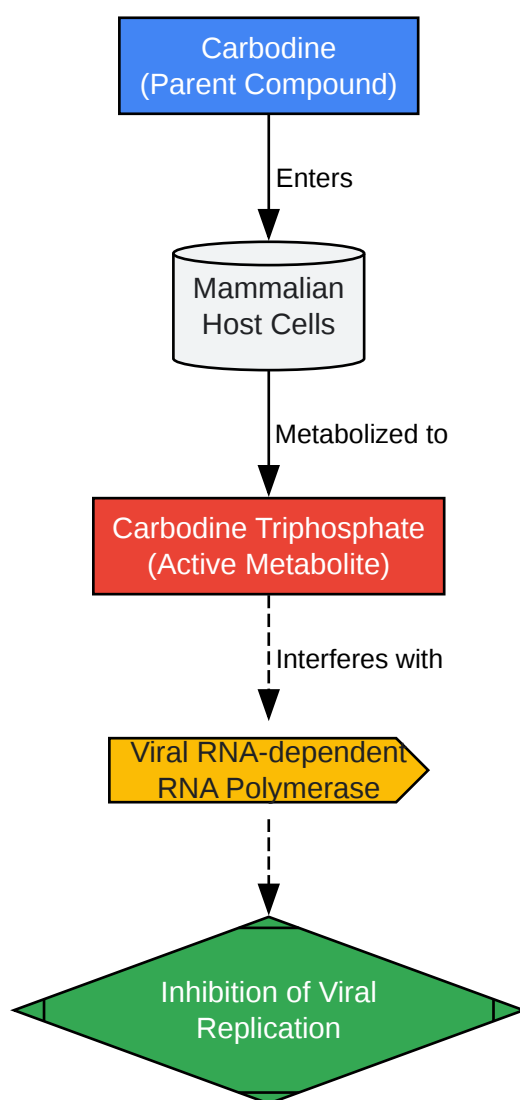 Carbodine
(Parent Compound)
Enters
Mammalian
Host Cells
Metabolized to
Carbodine Triphosphate
(Active Metabolite)
Interferes with
Viral RNA-dependent
RNA Polymerase
Inhibition of Viral
Replication